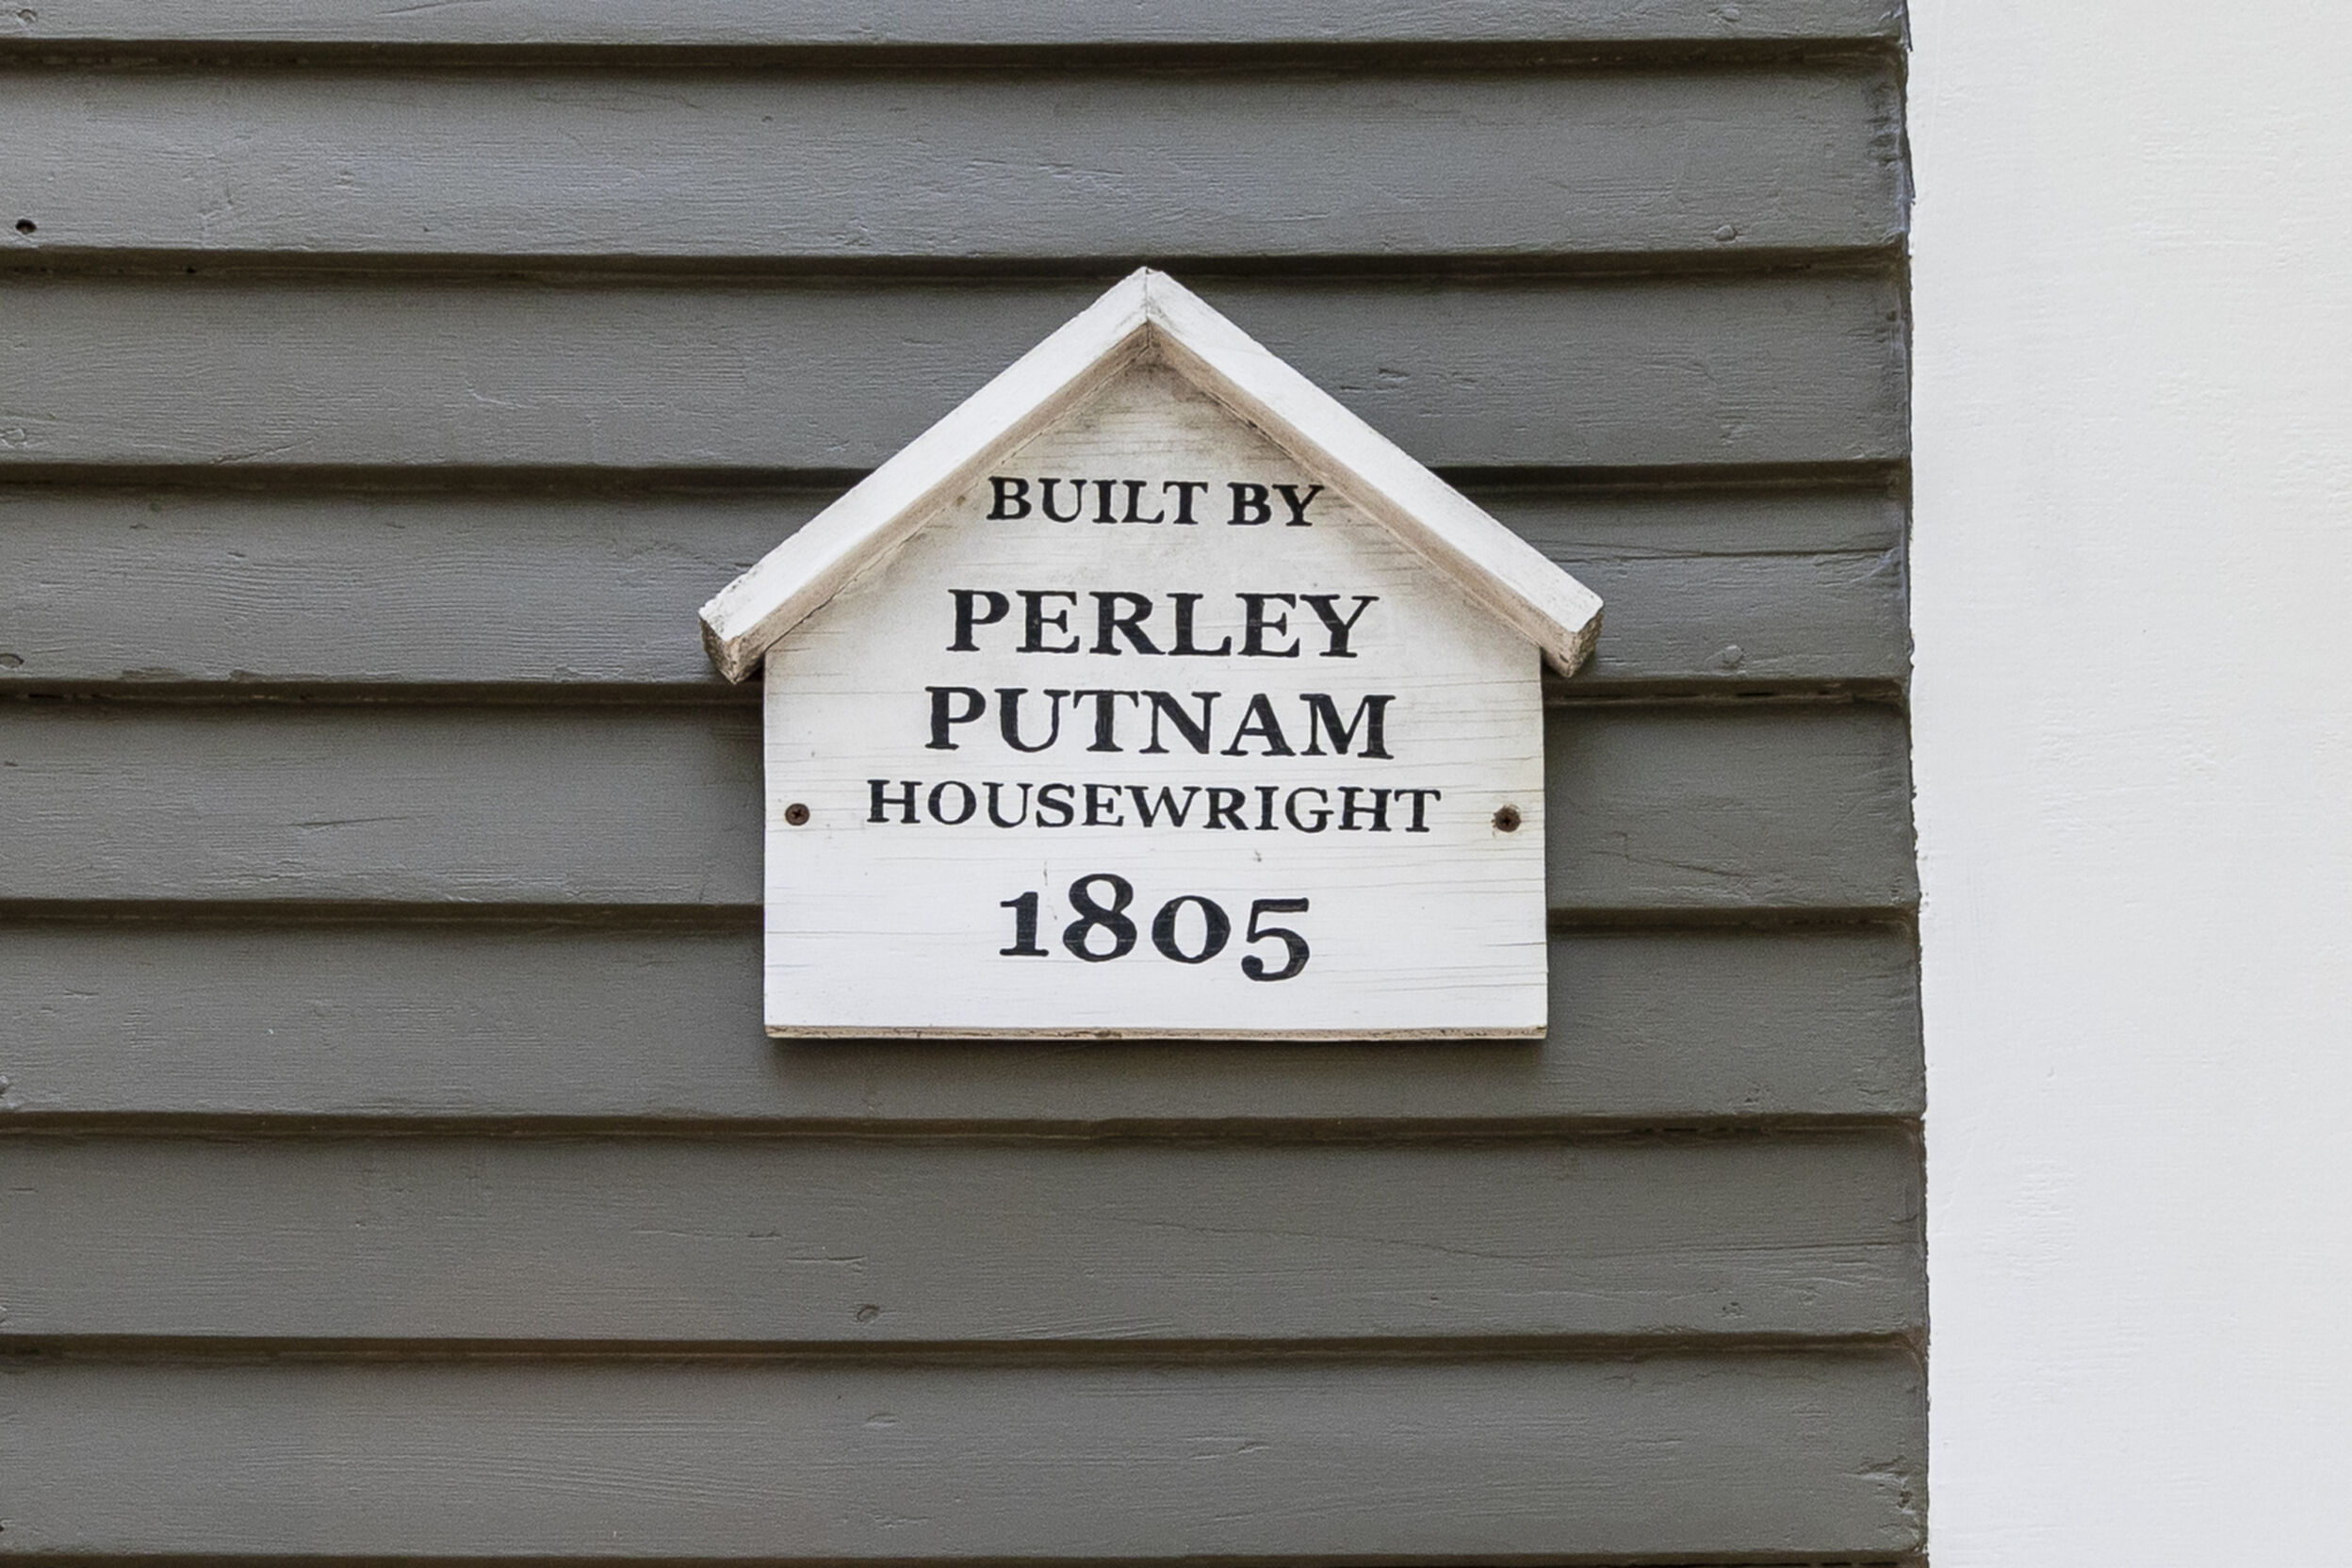 BUILT BY
PERLEY
PUTNAM
HOUSEWRIGHT
1805